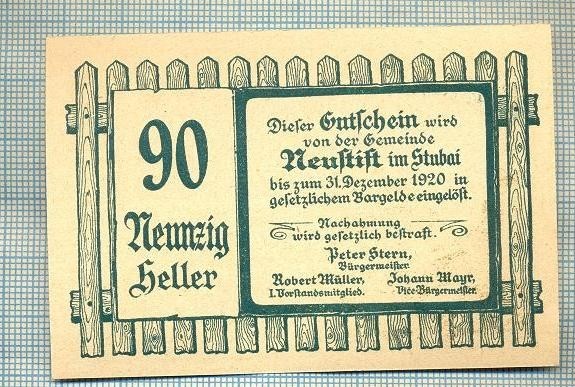 90
Neunzig
Heller
Dieser Gutschein wird
von der Gemeinde
Neustift im Stubai
bis zum 31. Dezember 1920 in
gesetzlichem Bargelde eingelöst.
Nachahmung
wird gesetzlich bestraft.
Peter Stern,
Bürgermeister
Robert Müller, Johann Mayr,
I. Vorstandsmitglied. Vice-Bürgermeister.